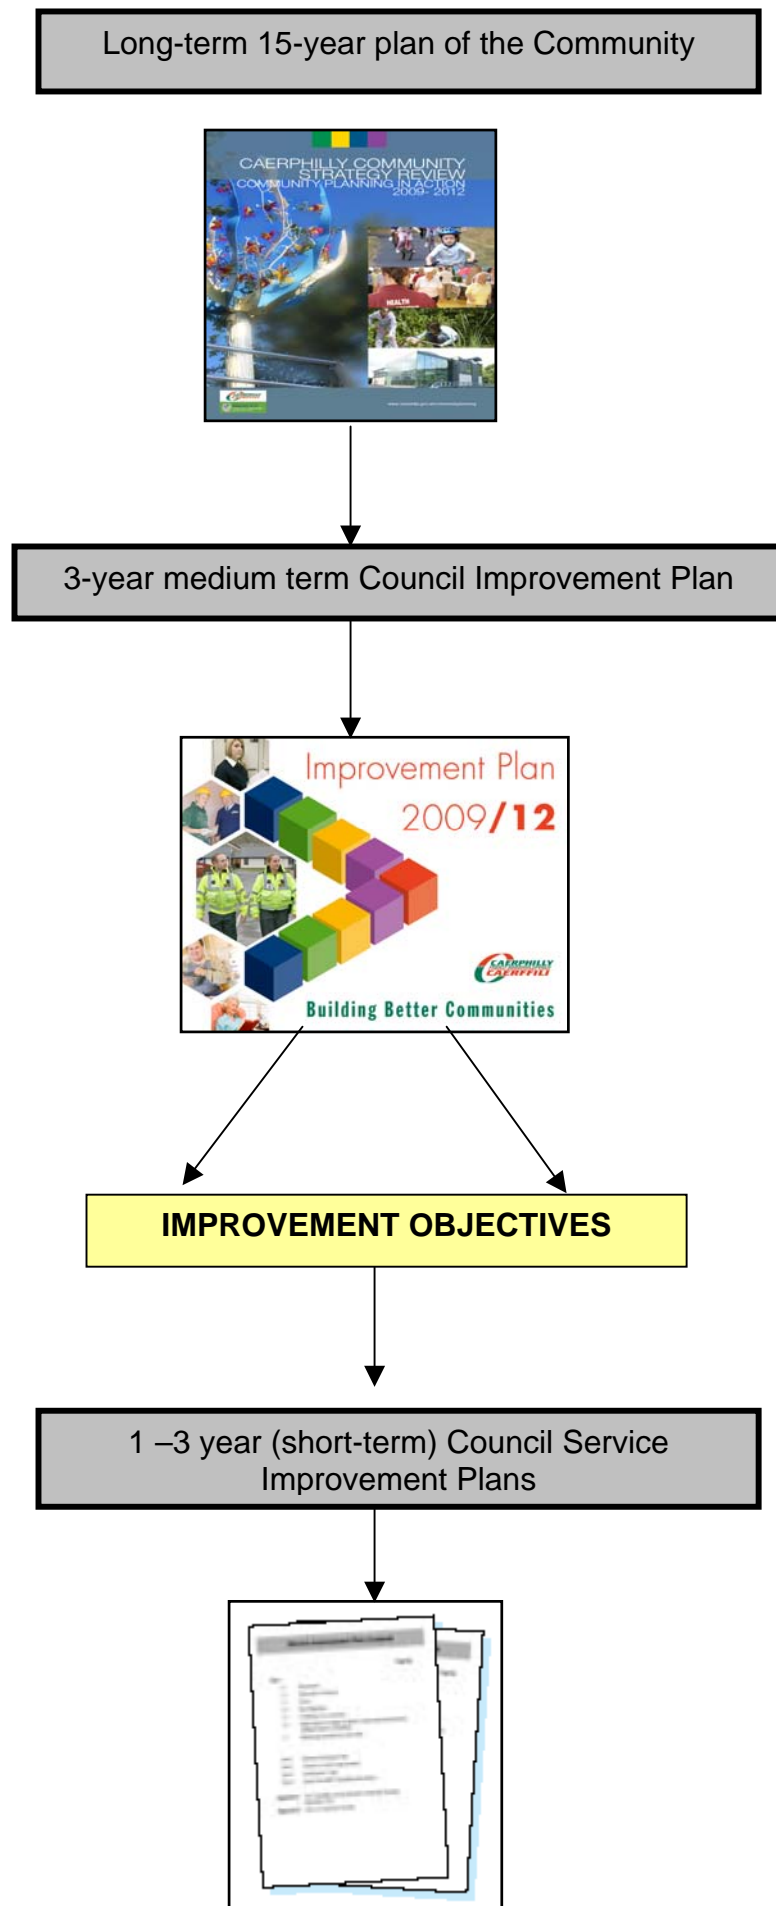 Long-term 15-year plan of the Community
CAERPHILLY COMMUNITY
STRATEGY REVIEW
COMMUNITY PLANNING IN ACTION
2009- 2012
HEALTH
3-year medium term Council Improvement Plan
Improvement Plan
2009/12
CAERPHILLY
CAERFFILI
Building Better Communities
IMPROVEMENT OBJECTIVES
1 –3 year (short-term) Council Service
Improvement Plans